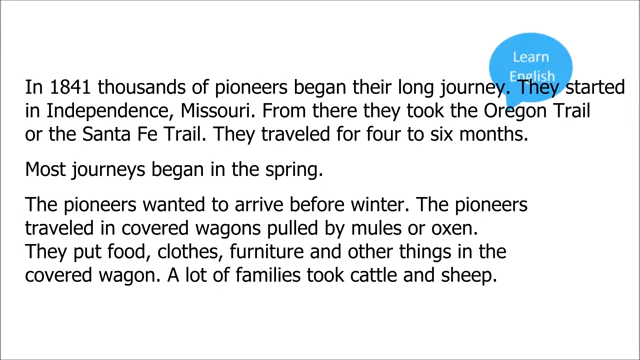 Learn
English
In 1841 thousands of pioneers began their long journey. They started
in Independence, Missouri. From there they took the Oregon Trail
or the Santa Fe Trail. They traveled for four to six months.
Most journeys began in the spring.
The pioneers wanted to arrive before winter. The pioneers
traveled in covered wagons pulled by mules or oxen.
They put food, clothes, furniture and other things in the
covered wagon. A lot of families took cattle and sheep.